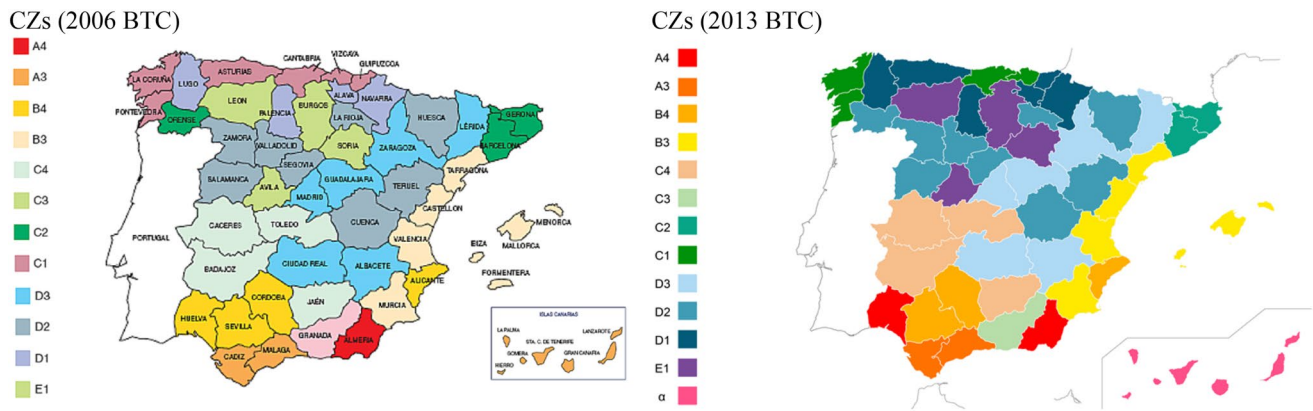 CZs (2006 BTC)
A4
A3
B4
B3
C4
C3
C2
C1
D3
D2
D1
E1
LA CORUÑA
LUGO
ASTURIAS
CANTABRIA
VIZCAYA
GUIPUZCOA
PONTEVEDRA
ORENSE
LEON
PALENCIA
BURGOS
ALAVA
NAVARRA
LA RIOJA
HUESCA
LÉRIDA
GERONA
BARCELONA
ZAMORA
VALLADOLID
SORIA
ZARAGOZA
SEGOVIA
TARRAGONA
SALAMANCA
AVILA
MADRID
GUADALAJARA
TERUEL
CASTELLON
MENORCA
MALLORCA
IBIZA
FORMENTERA
PORTUGAL
CACERES
TOLEDO
CUENCA
VALENCIA
BADAJOZ
CIUDAD REAL
ALBACETE
ALICANTE
HUELVA
SEVILLA
CORDOBA
JAÉN
MURCIA
GRANADA
ALMERIA
CADIZ
MALAGA
ISLAS CANARIAS
LA PALMA
LANZAROTE
STA. C. DE TENERIFE
GOMERA
GRAN CANARIA
HIERRO
CZs (2013 BTC)
A4
A3
B4
B3
C4
C3
C2
C1
D3
D2
D1
E1
α